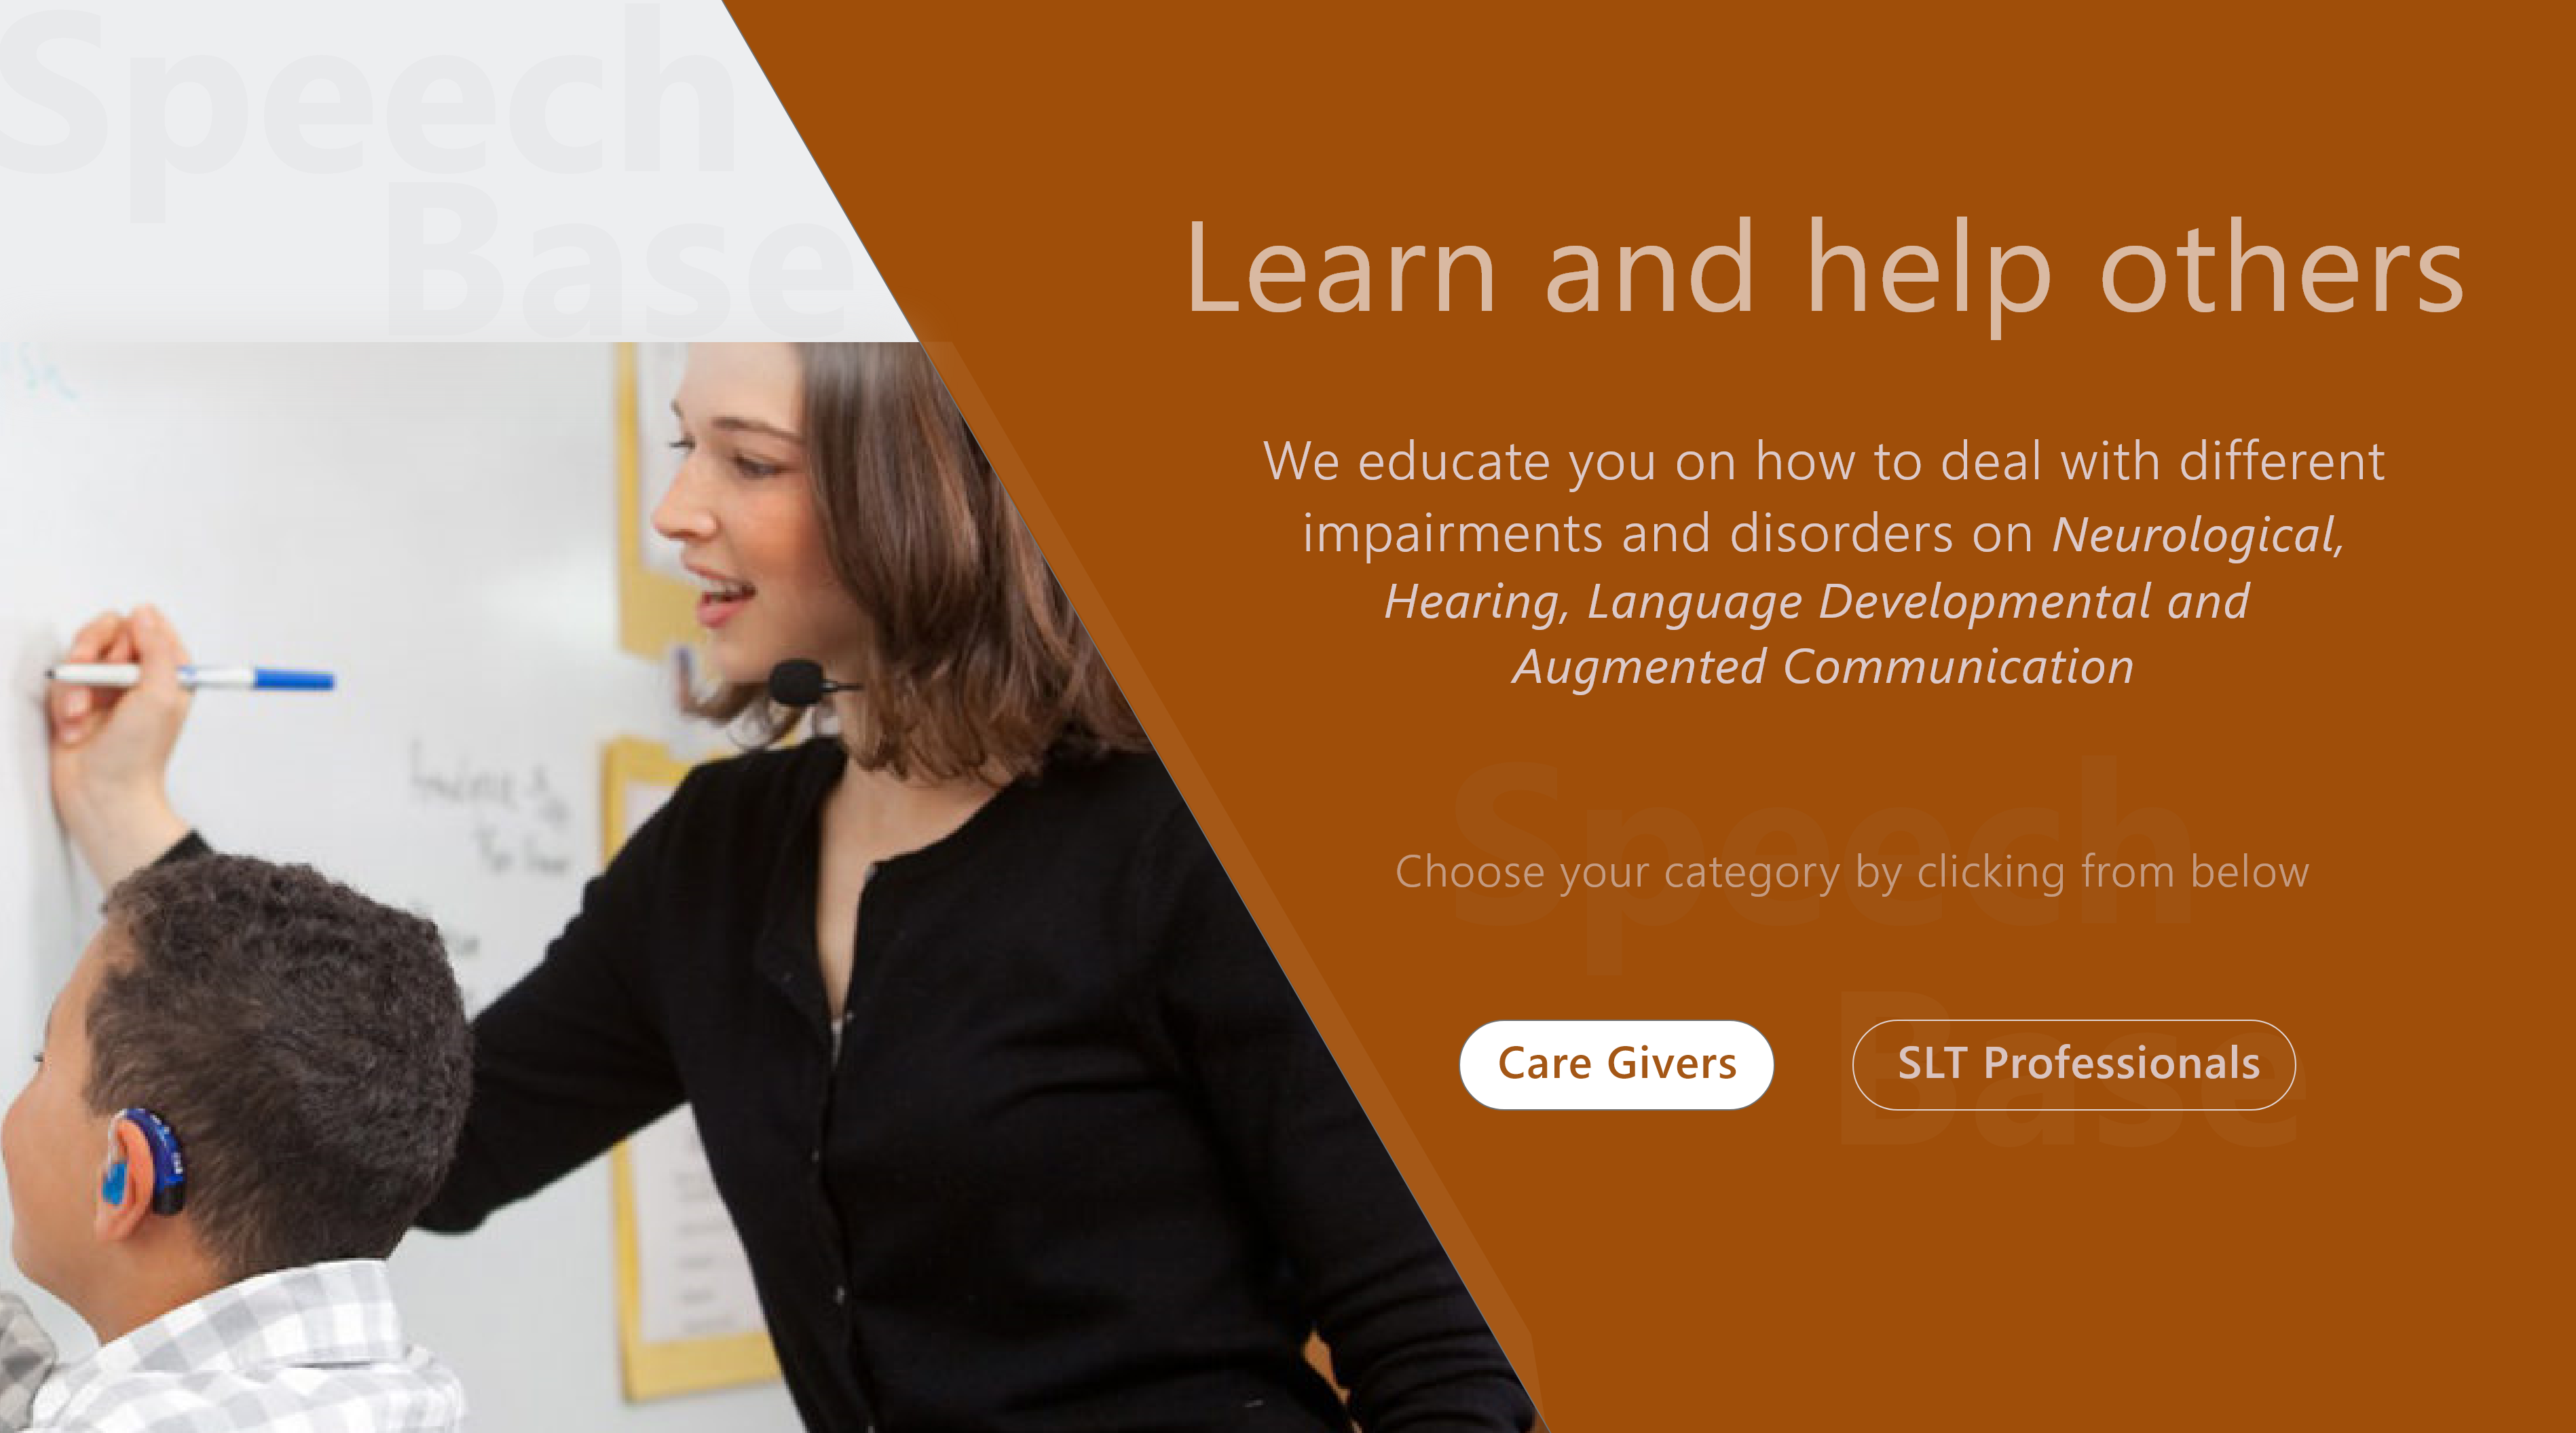 Speech
Base
Learn and help others
We educate you on how to deal with different
impairments and disorders on Neurological,
Hearing, Language Developmental and
Augmented Communication
Speech
Choose your category by clicking from below
Base
Care Givers
SLT Professionals